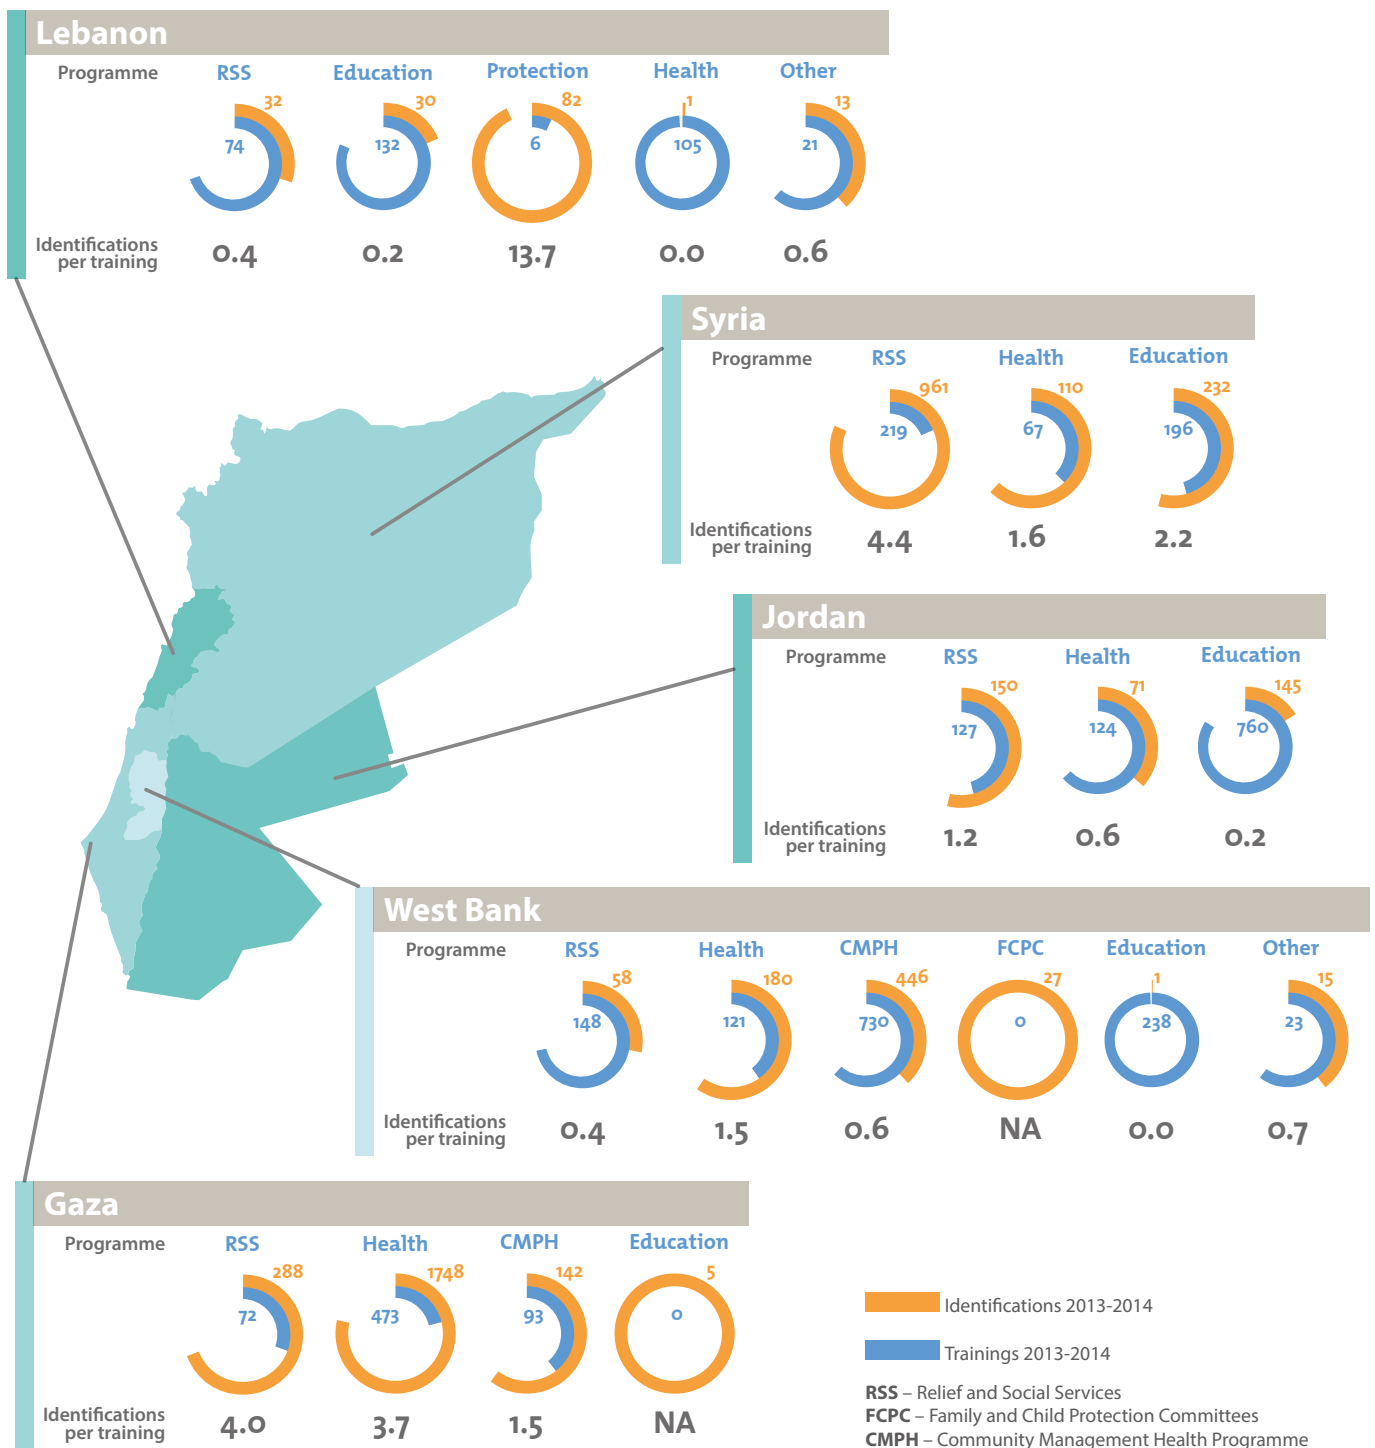 Lebanon
Programme RSS Education Protection Health Other
32 30 82 1 13
74 132 6 105 21
Identifications
per training
0.4 0.2 13.7 0.0 0.6
Syria
Programme RSS Health Education
961 110 232
219 67 196
Identifications
per training
4.4 1.6 2.2
Jordan
Programme RSS Health Education
150 71 145
127 124 760
Identifications
per training
1.2 0.6 0.2
West Bank
Programme RSS Health CMPH FCPC Education Other
58 180 446 27 1 15
148 121 730 0 238 23
Identifications
per training
0.4 1.5 0.6 NA 0.0 0.7
Gaza
Programme RSS Health CMPH Education
288 1748 142 5
72 473 93 0
Identifications
per training
4.0 3.7 1.5 NA
Identifications 2013-2014
Trainings 2013-2014
RSS – Relief and Social Services
FCPC – Family and Child Protection Committees
CMPH – Community Management Health Programme